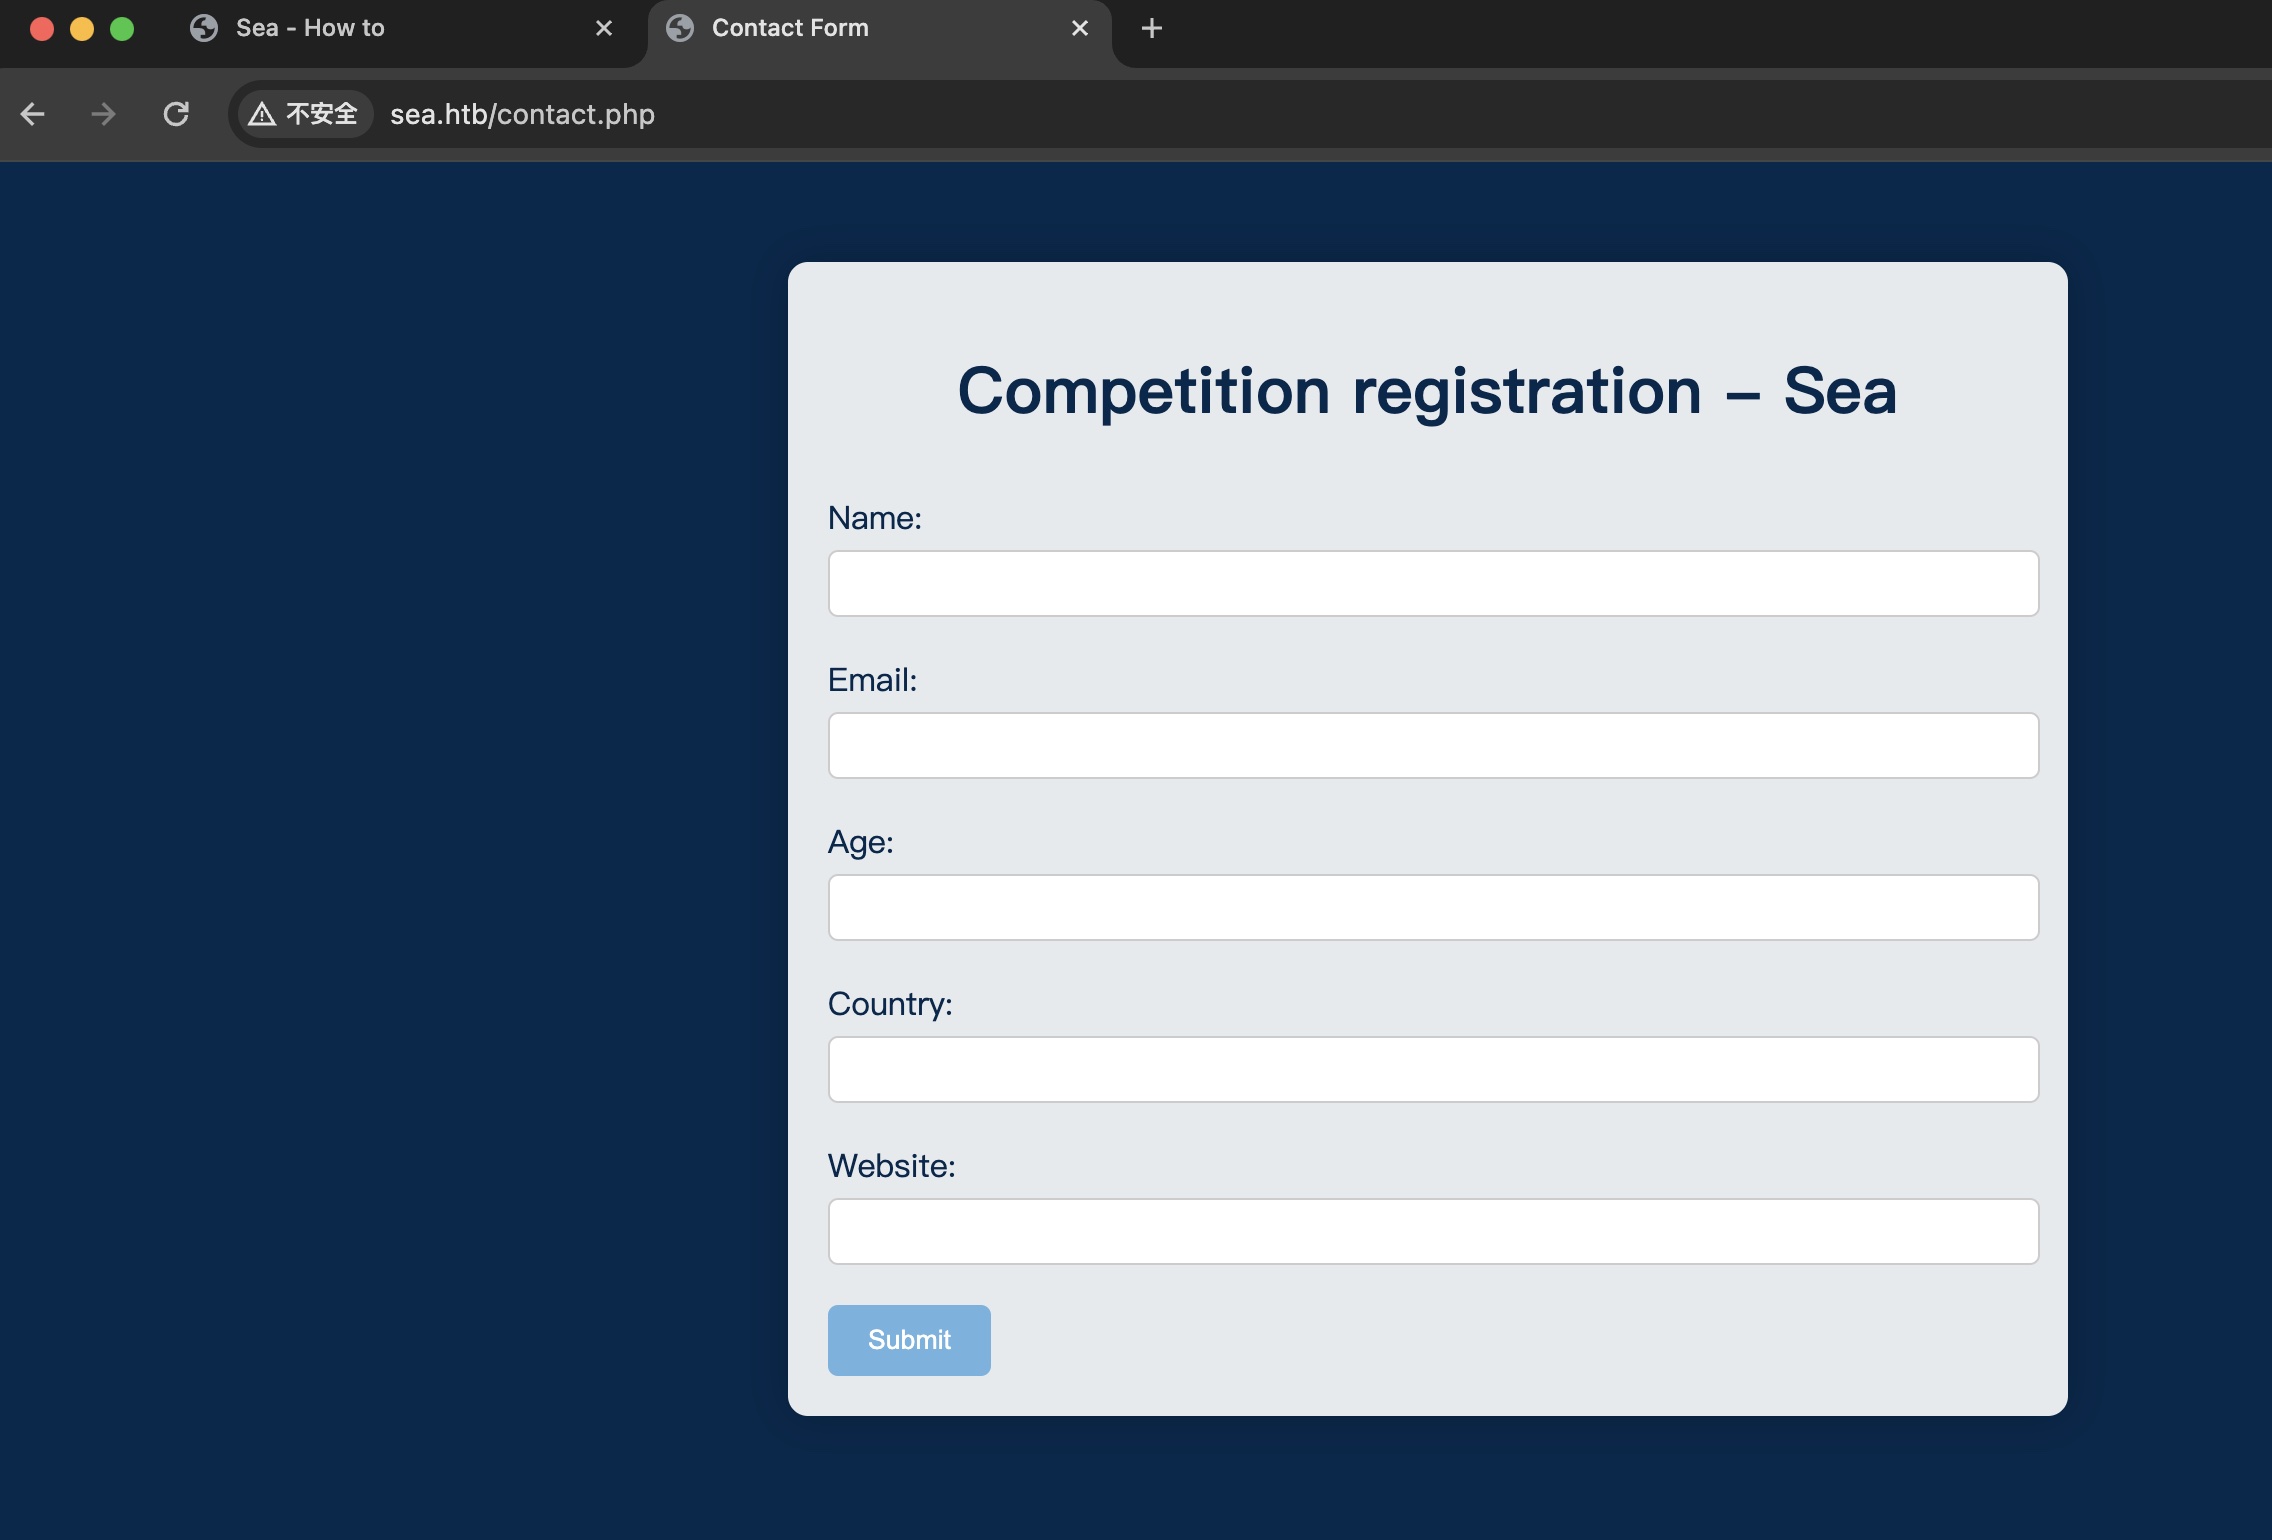 Sea - How to
Contact Form
不安全 sea.htb/contact.php
Competition registration – Sea
Name:
Email:
Age:
Country:
Website:
Submit